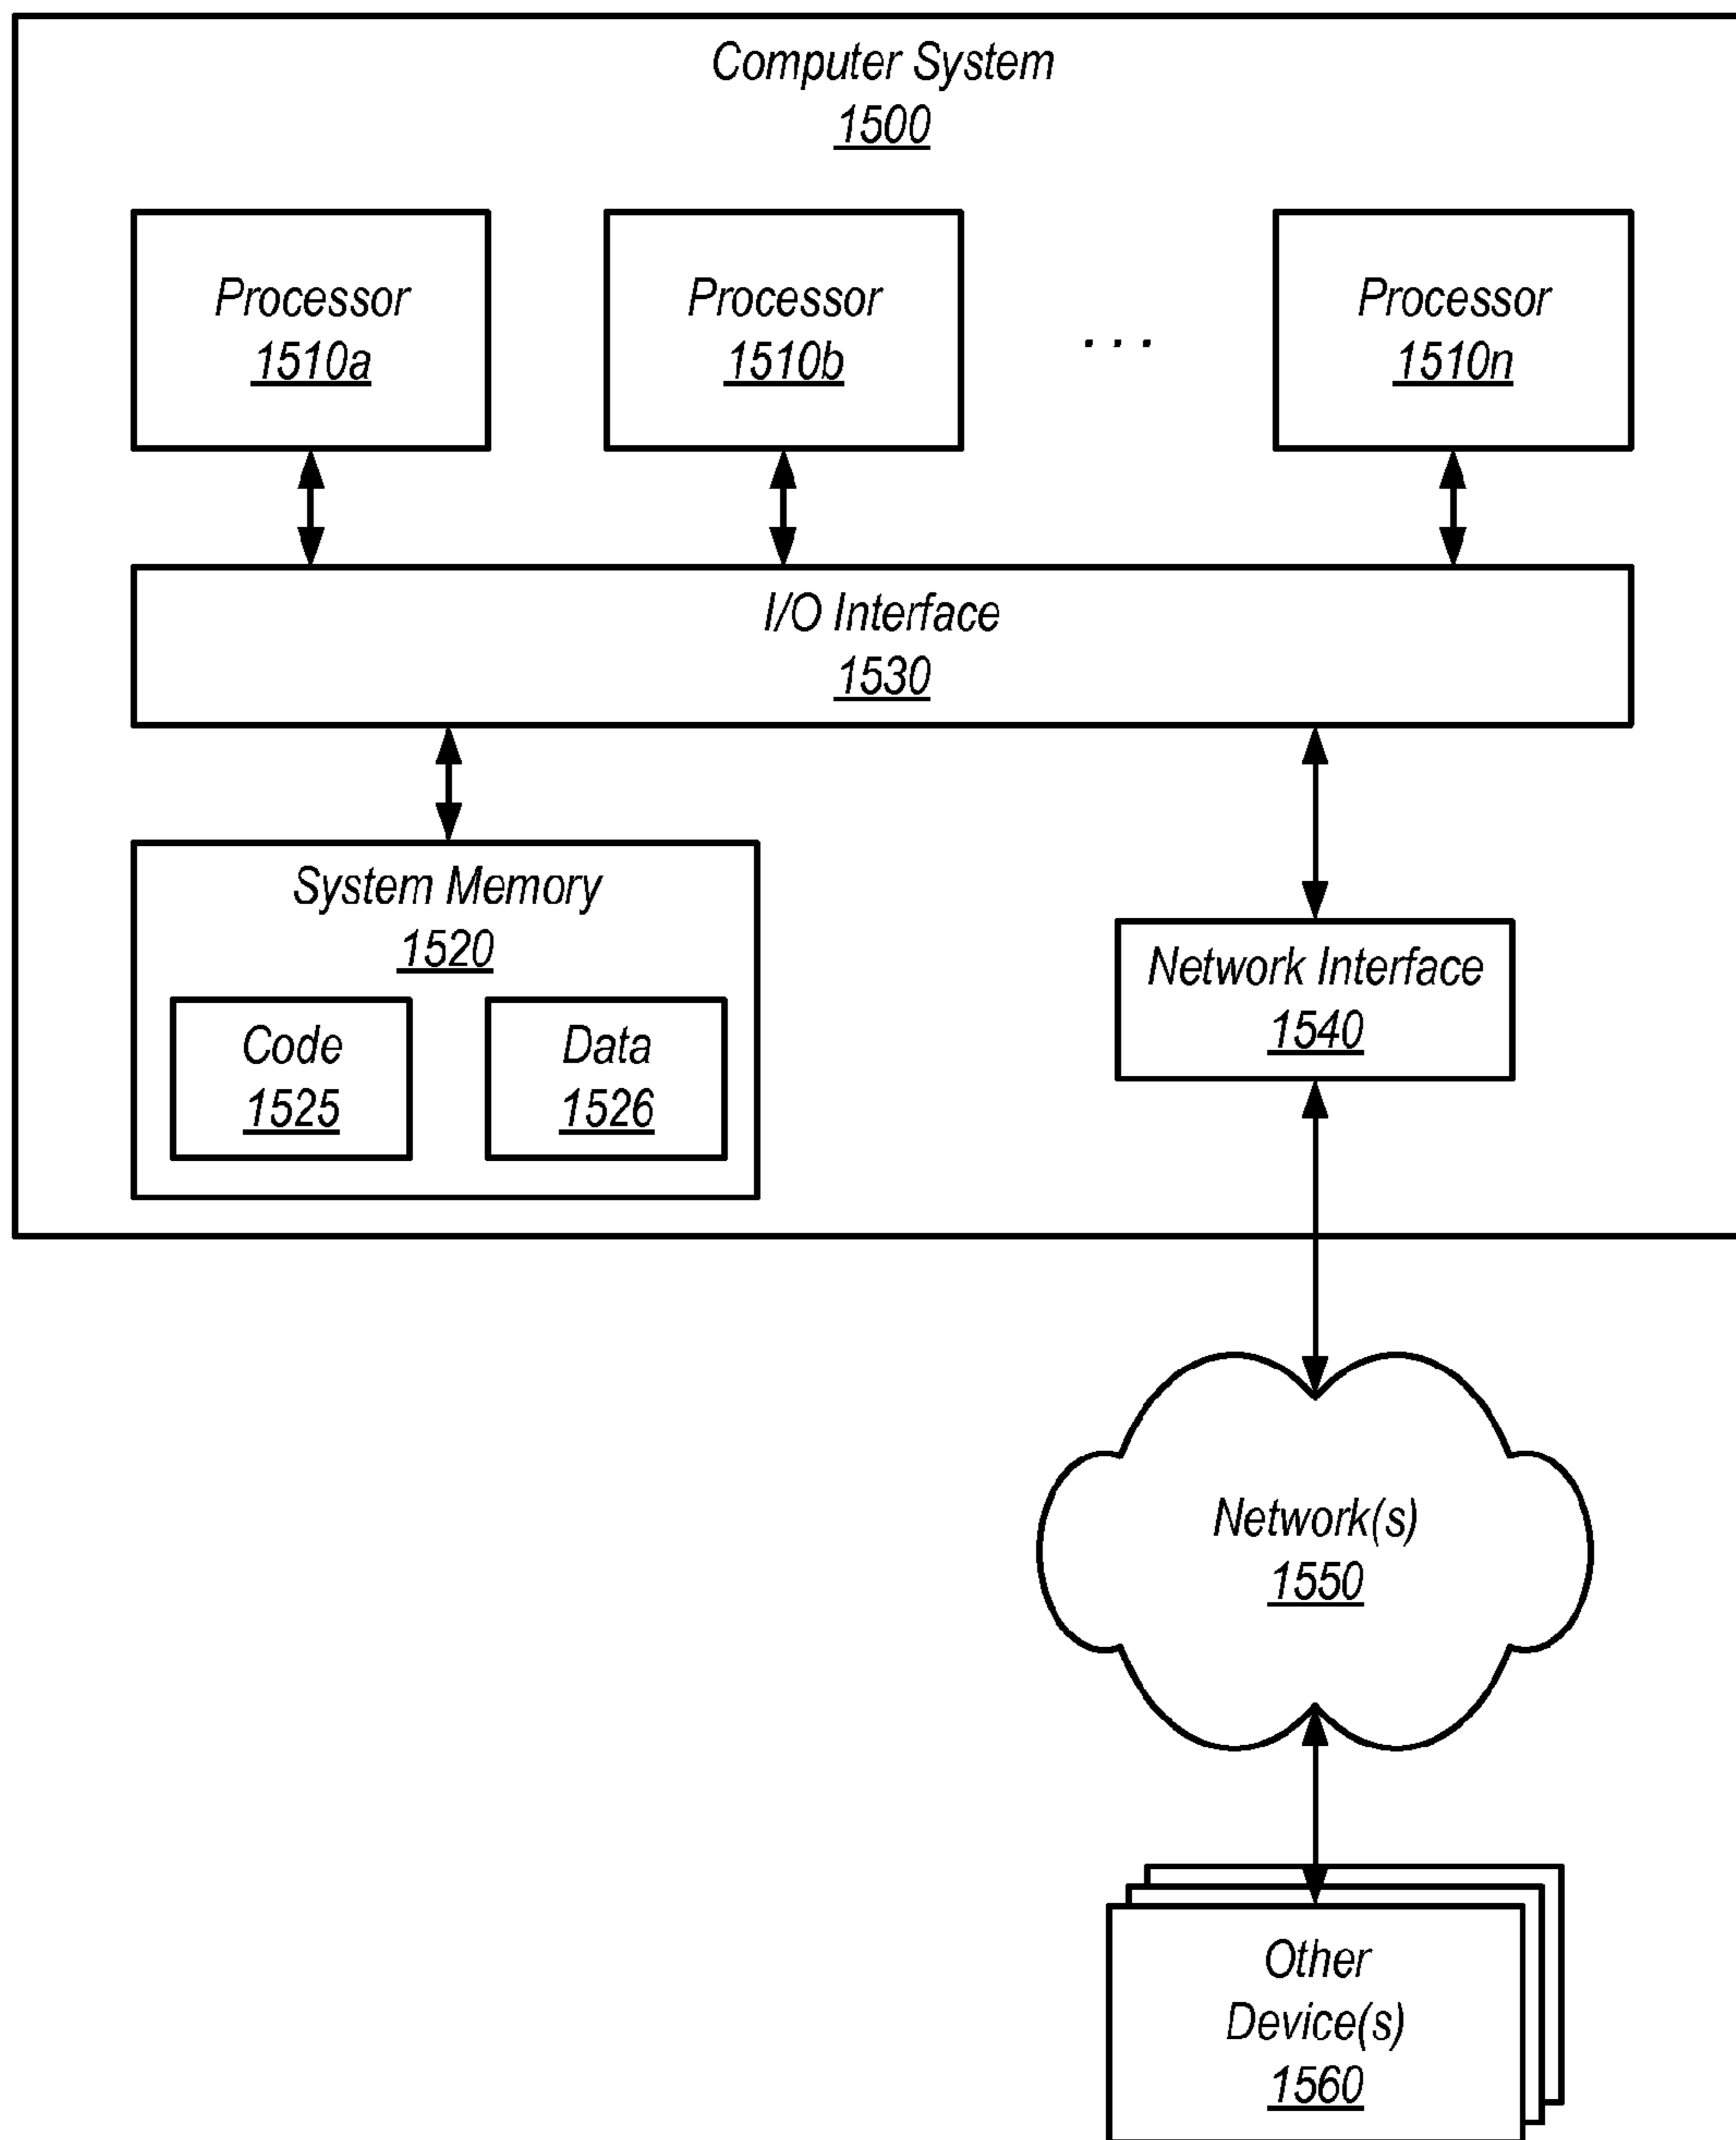 Computer System
1500
Processor
1510a
Processor
1510b
. . .
Processor
1510n
I/O Interface
1530
System Memory
1520
Code
1525
Data
1526
Network Interface
1540
Network(s)
1550
Other
Device(s)
1560